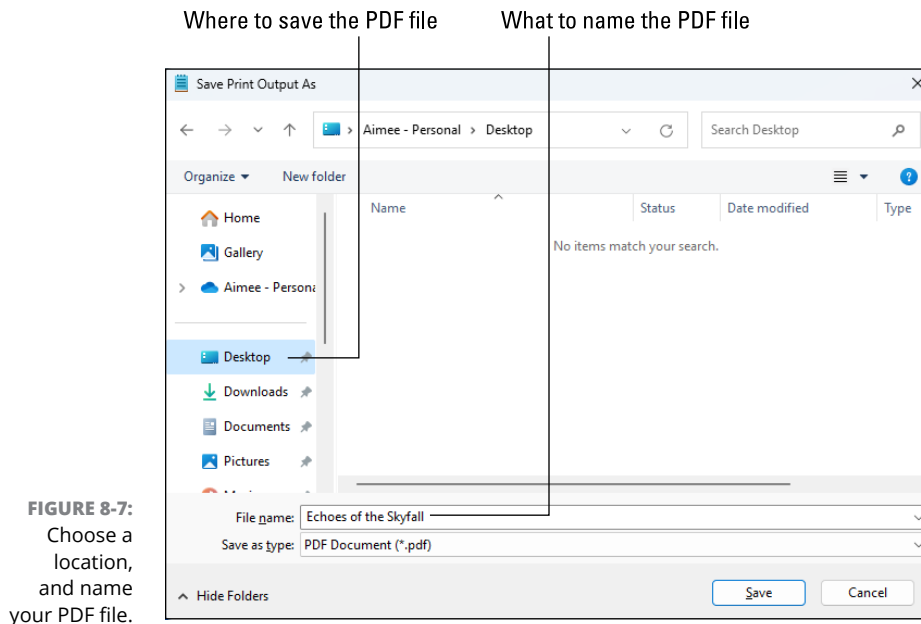 Where to save the PDF file
What to name the PDF file
Save Print Output As
Aimee - Personal > Desktop
Search Desktop
Organize
New folder
Name
Status
Date modified
Type
No items match your search.
Home
Gallery
Aimee - Persona
Desktop
Downloads
Documents
Pictures
File name: Echoes of the Skyfall
Save as type: PDF Document (*.pdf)
Hide Folders
Save
Cancel
FIGURE 8-7:
Choose a
location,
and name
your PDF file.